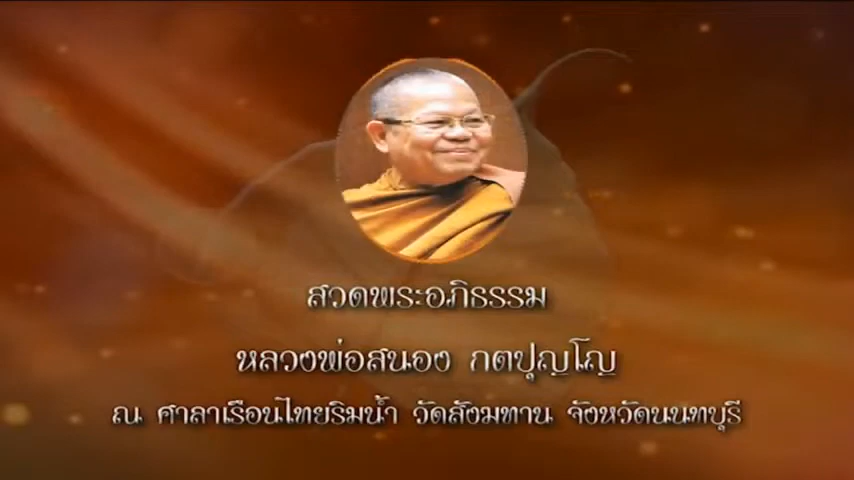 สวดพระอภิธรรม
หลวงพ่อสนอง กตปุญโญ
ณ ศาลาเรือนไทยริมน้ำ วัดสังฆทาน จังหวัดนนทบุรี